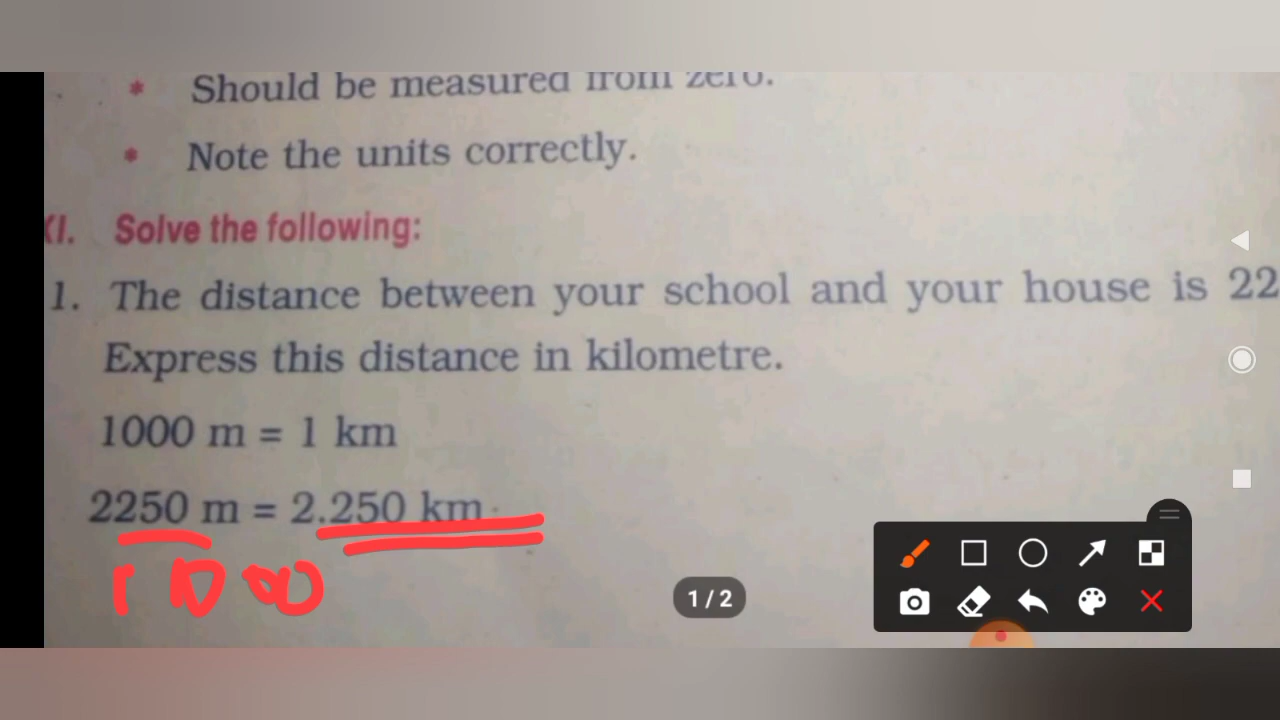 * Should be measured from zero.
* Note the units correctly.
XI. Solve the following:
1. The distance between your school and your house is 22
Express this distance in kilometre.
1000 m = 1 km
2250 m = 2.250 km
1000
1 / 2